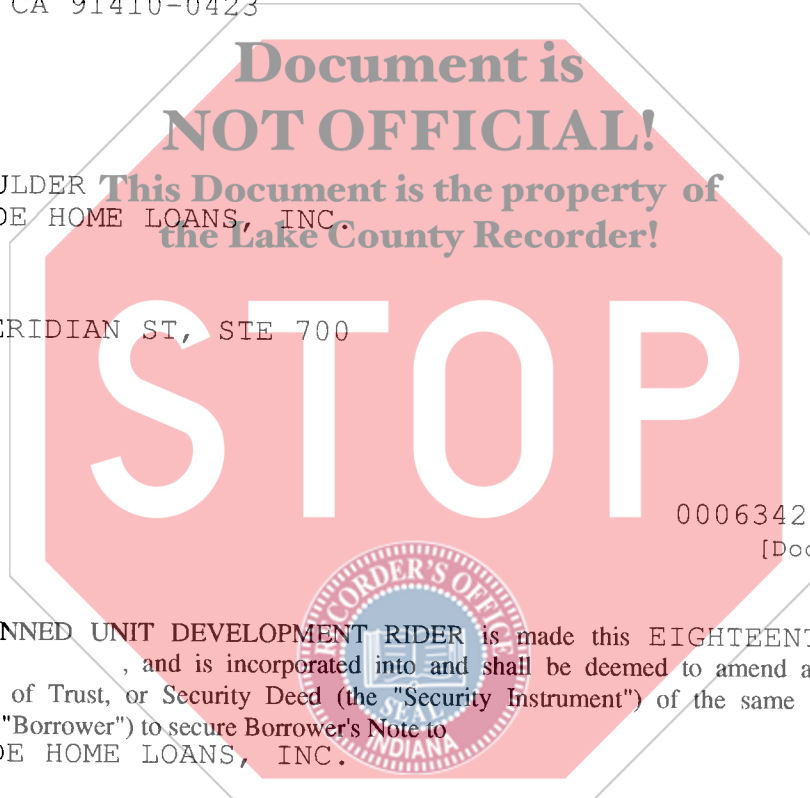 CA 91410-0423
Document is
NOT OFFICIAL!
ULDER This Document is the property of
DE HOME LOANS, INC.
the Lake County Recorder!
ERIDIAN ST, STE 700
STOP
0006342
[Doc
RECORDER'S OFFICE
NNED UNIT DEVELOPMENT RIDER is made this EIGHTEENT
, and is incorporated into and shall be deemed to amend a
of Trust, or Security Deed (the "Security Instrument") of the same
"Borrower") to secure Borrower's Note to
SEAL
DE HOME LOANS, INC.
INDIANA